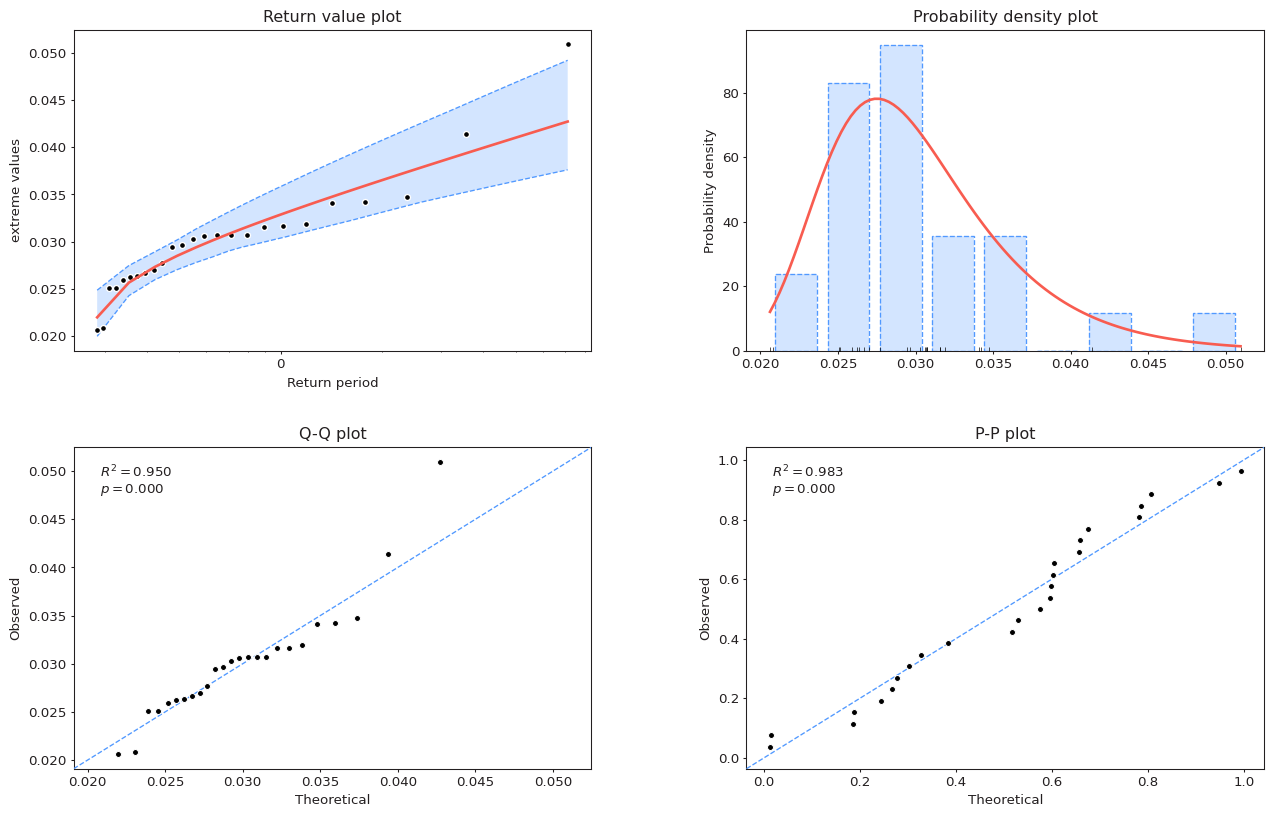 Return value plot
extreme values
0.050
0.045
0.040
0.035
0.030
0.025
0.020
0
Return period
Probability density plot
Probability density
80
60
40
20
0
0.020 0.025 0.030 0.035 0.040 0.045 0.050
Q-Q plot
R² = 0.950
p = 0.000
Observed
0.050
0.045
0.040
0.035
0.030
0.025
0.020
0.020 0.025 0.030 0.035 0.040 0.045 0.050
Theoretical
P-P plot
R² = 0.983
p = 0.000
Observed
1.0
0.8
0.6
0.4
0.2
0.0
0.0 0.2 0.4 0.6 0.8 1.0
Theoretical